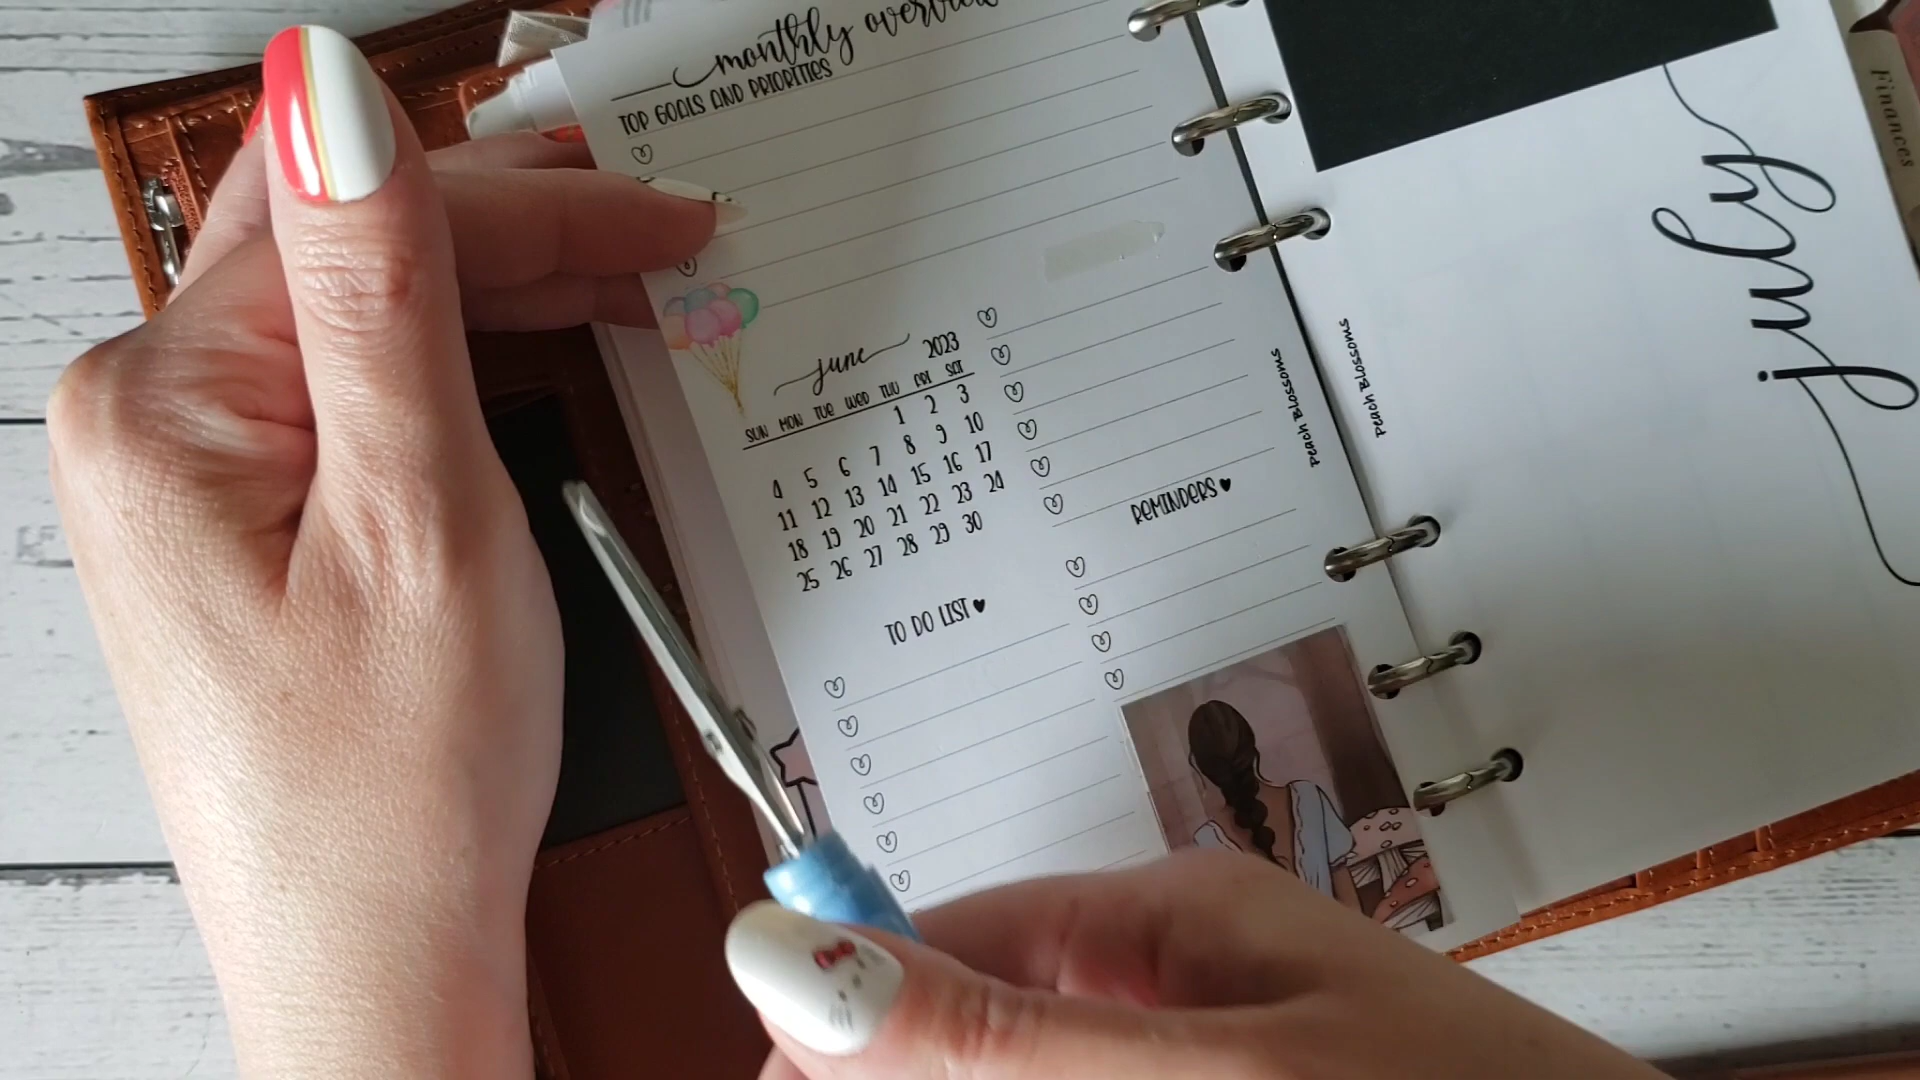 monthly overview
TOP GOALS AND PRIORITIES
june 2023
SUN MON TUE WED THU FRI SAT
1 2 3
4 5 6 7 8 9 10
11 12 13 14 15 16 17
18 19 20 21 22 23 24
25 26 27 28 29 30
TO DO LIST
REMINDERS
Peach Blossoms
Peach Blossoms
july
Finances